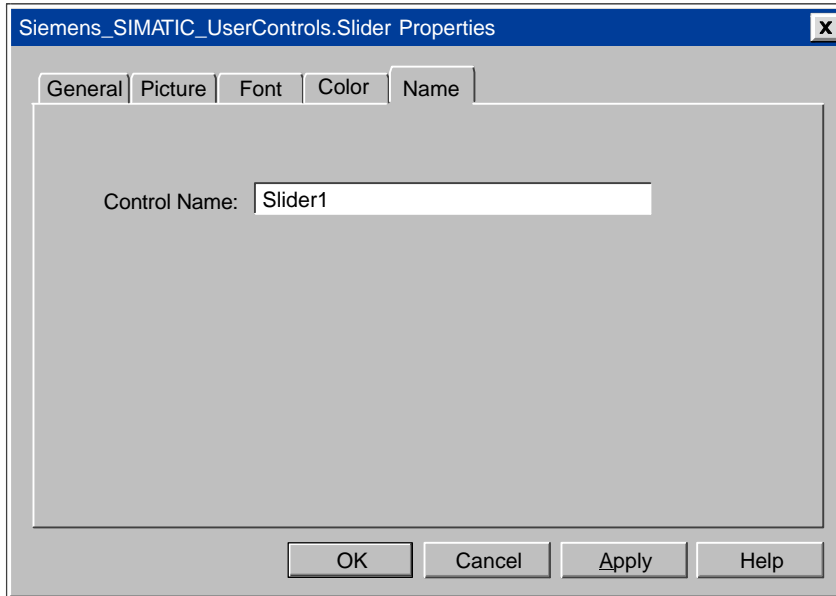 Siemens_SIMATIC_UserControls.Slider Properties x
General Picture Font Color Name
Control Name: Slider1
OK Cancel Apply Help